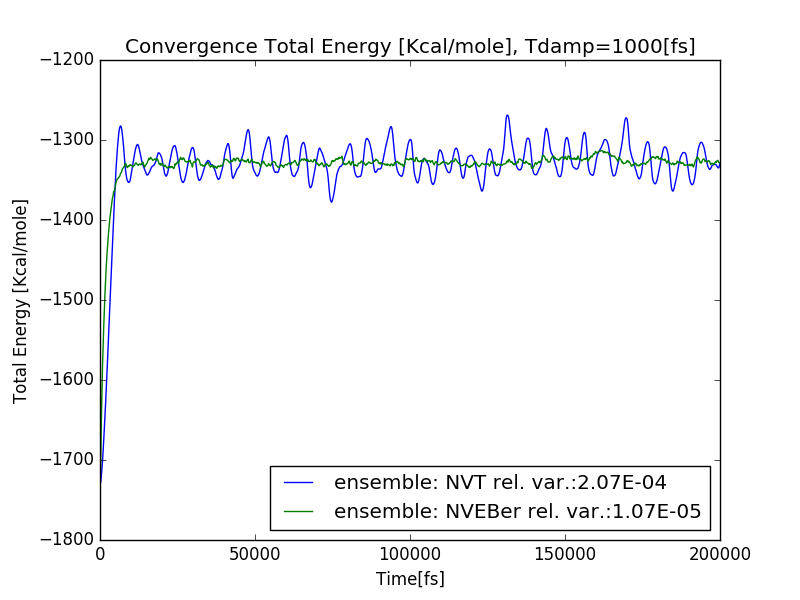 Convergence Total Energy [Kcal/mole], Tdamp=1000[fs]
−1200
−1300
−1400
−1500
−1600
−1700
−1800
Total Energy [Kcal/mole]
ensemble: NVT rel. var.:2.07E-04
ensemble: NVEBer rel. var.:1.07E-05
0 50000 100000 150000 200000
Time[fs]